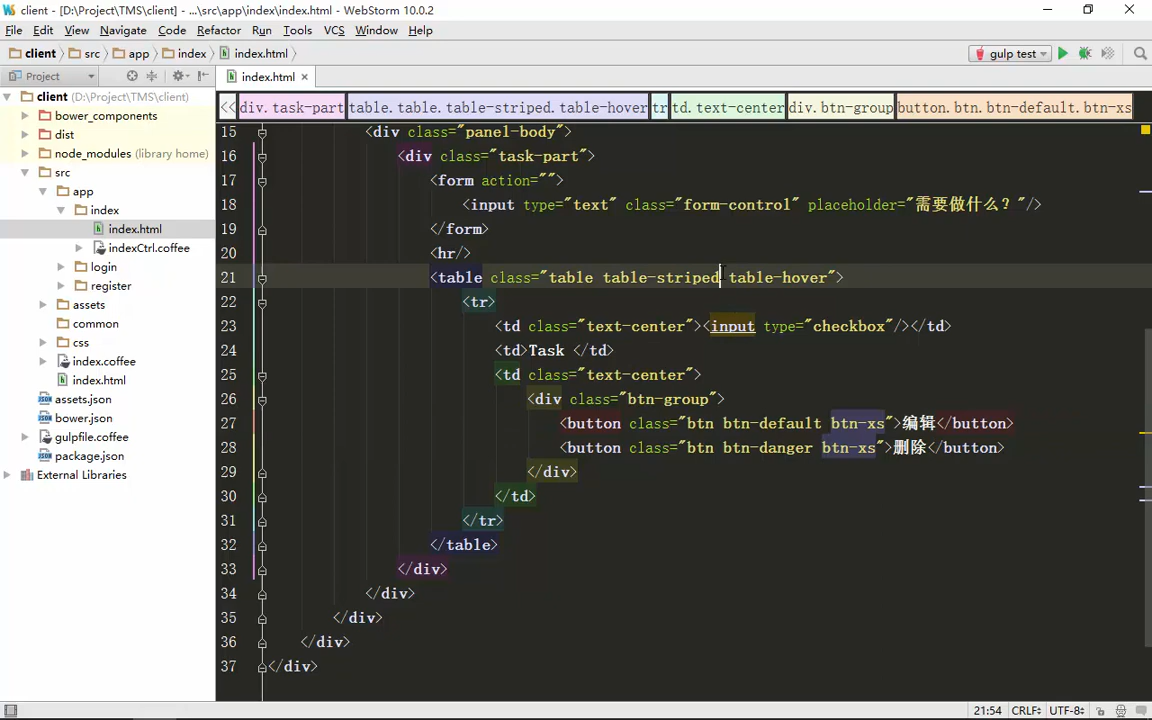 client - [D:\Project\TMS\client] - ...\src\app\index\index.html - WebStorm 10.0.2
File Edit View Navigate Code Refactor Run Tools VCS Window Help
client src app index index.html gulp test
Project index.html
<< div.task-part table.table.table-striped.table-hover tr td.text-center div.btn-group button.btn.btn-default.btn-xs
client (D:\Project\TMS\client)
bower_components
dist
node_modules (library home)
src
app
index
index.html
indexCtrl.coffee
login
register
assets
common
css
index.coffee
index.html
assets.json
bower.json
gulpfile.coffee
package.json
External Libraries
15 <div class="panel-body">
16 <div class="task-part">
17 <form action="">
18 <input type="text" class="form-control" placeholder="需要做什么？"/>
19 </form>
20 <hr/>
21 <table class="table table-striped table-hover">
22 <tr>
23 <td class="text-center"><input type="checkbox"/></td>
24 <td>Task </td>
25 <td class="text-center">
26 <div class="btn-group">
27 <button class="btn btn-default btn-xs">编辑</button>
28 <button class="btn btn-danger btn-xs">删除</button>
29 </div>
30 </td>
31 </tr>
32 </table>
33 </div>
34 </div>
35 </div>
36 </div>
37 </div>
21:54 CRLF÷ UTF-8÷